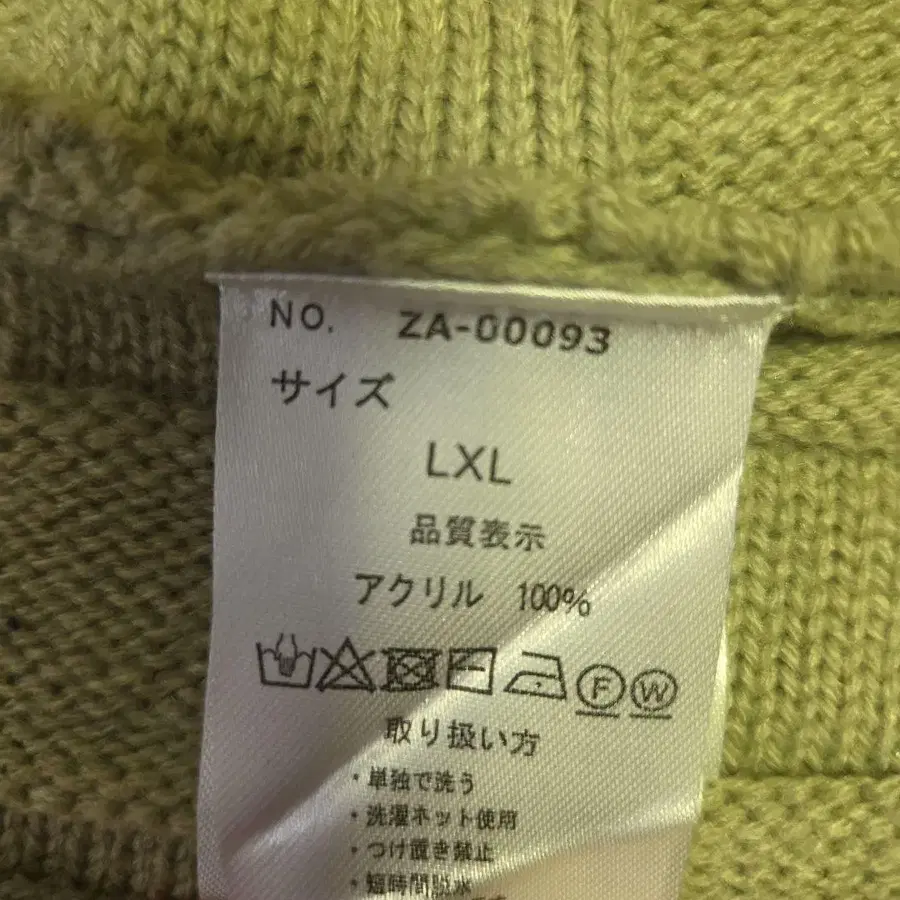 NO. ZA-00093
サイズ
LXL
品質表示
アクリル 100%
F W
取り扱い方
・単独で洗う
・洗濯ネット使用
・つけ置き禁止
・短時間脱水